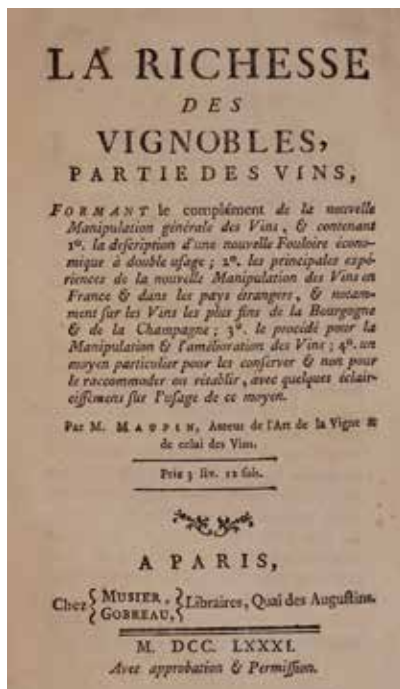 LA RICHESSE
DES
VIGNOBLES,
PARTIE DES VINS,
FORMANT le complément de la nouvelle
Manipulation générale des Vins, & contenant
1°. la deſcription d'une nouvelle Fouloire écono-
mique à double uſage ; 2°. les principales expé-
riences de la nouvelle Manipulation des Vins en
France & dans les pays étrangers, & notam-
ment ſur les Vins les plus fins de la Bourgogne
& de la Champagne ; 3°. le procédé pour la
Manipulation & l'amélioration des Vins ; 4°. un
moyen particulier pour les conſerver & non pour
le raccommoder ou rétablir, avec quelques éclair-
ciſſemens ſur l'uſage de ce moyen.
Par M. MAUPIN, Auteur de l'Art de la Vigne &
de celui des Vins.
Prix 3 liv. 12 ſols.
A PARIS,
Chez { MUSIER, GOBREAU, } Libraires, Quai des Auguſtins.
M. DCC. LXXXI.
Avec approbation & Permiſſion.